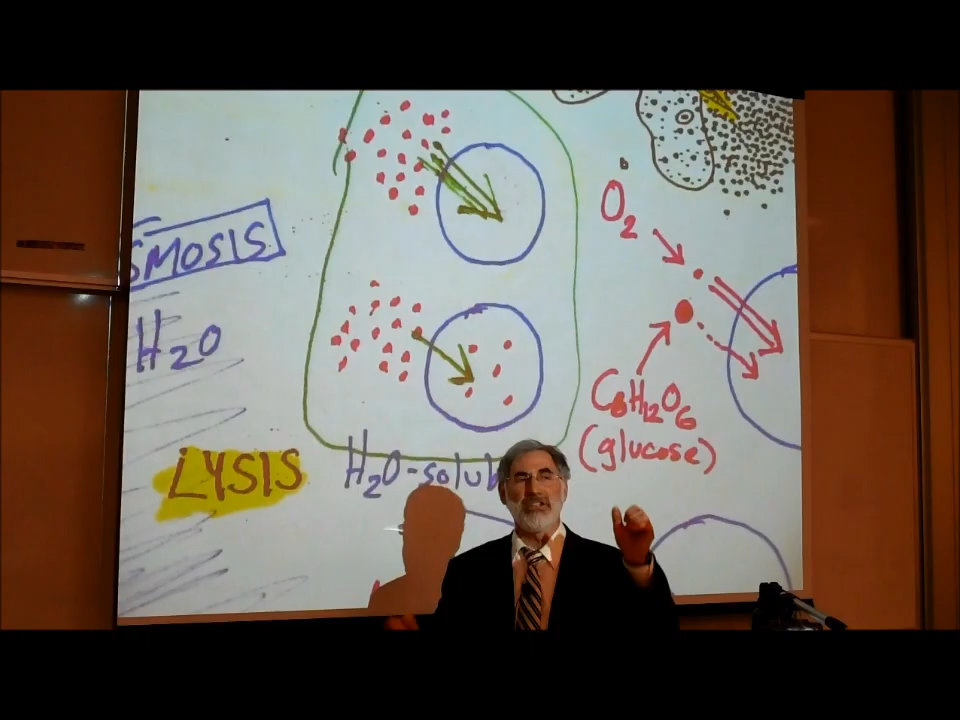 SMOSIS
H₂O
LYSIS
H₂O-solub
O₂
C₆H₁₂O₆
(glucose)